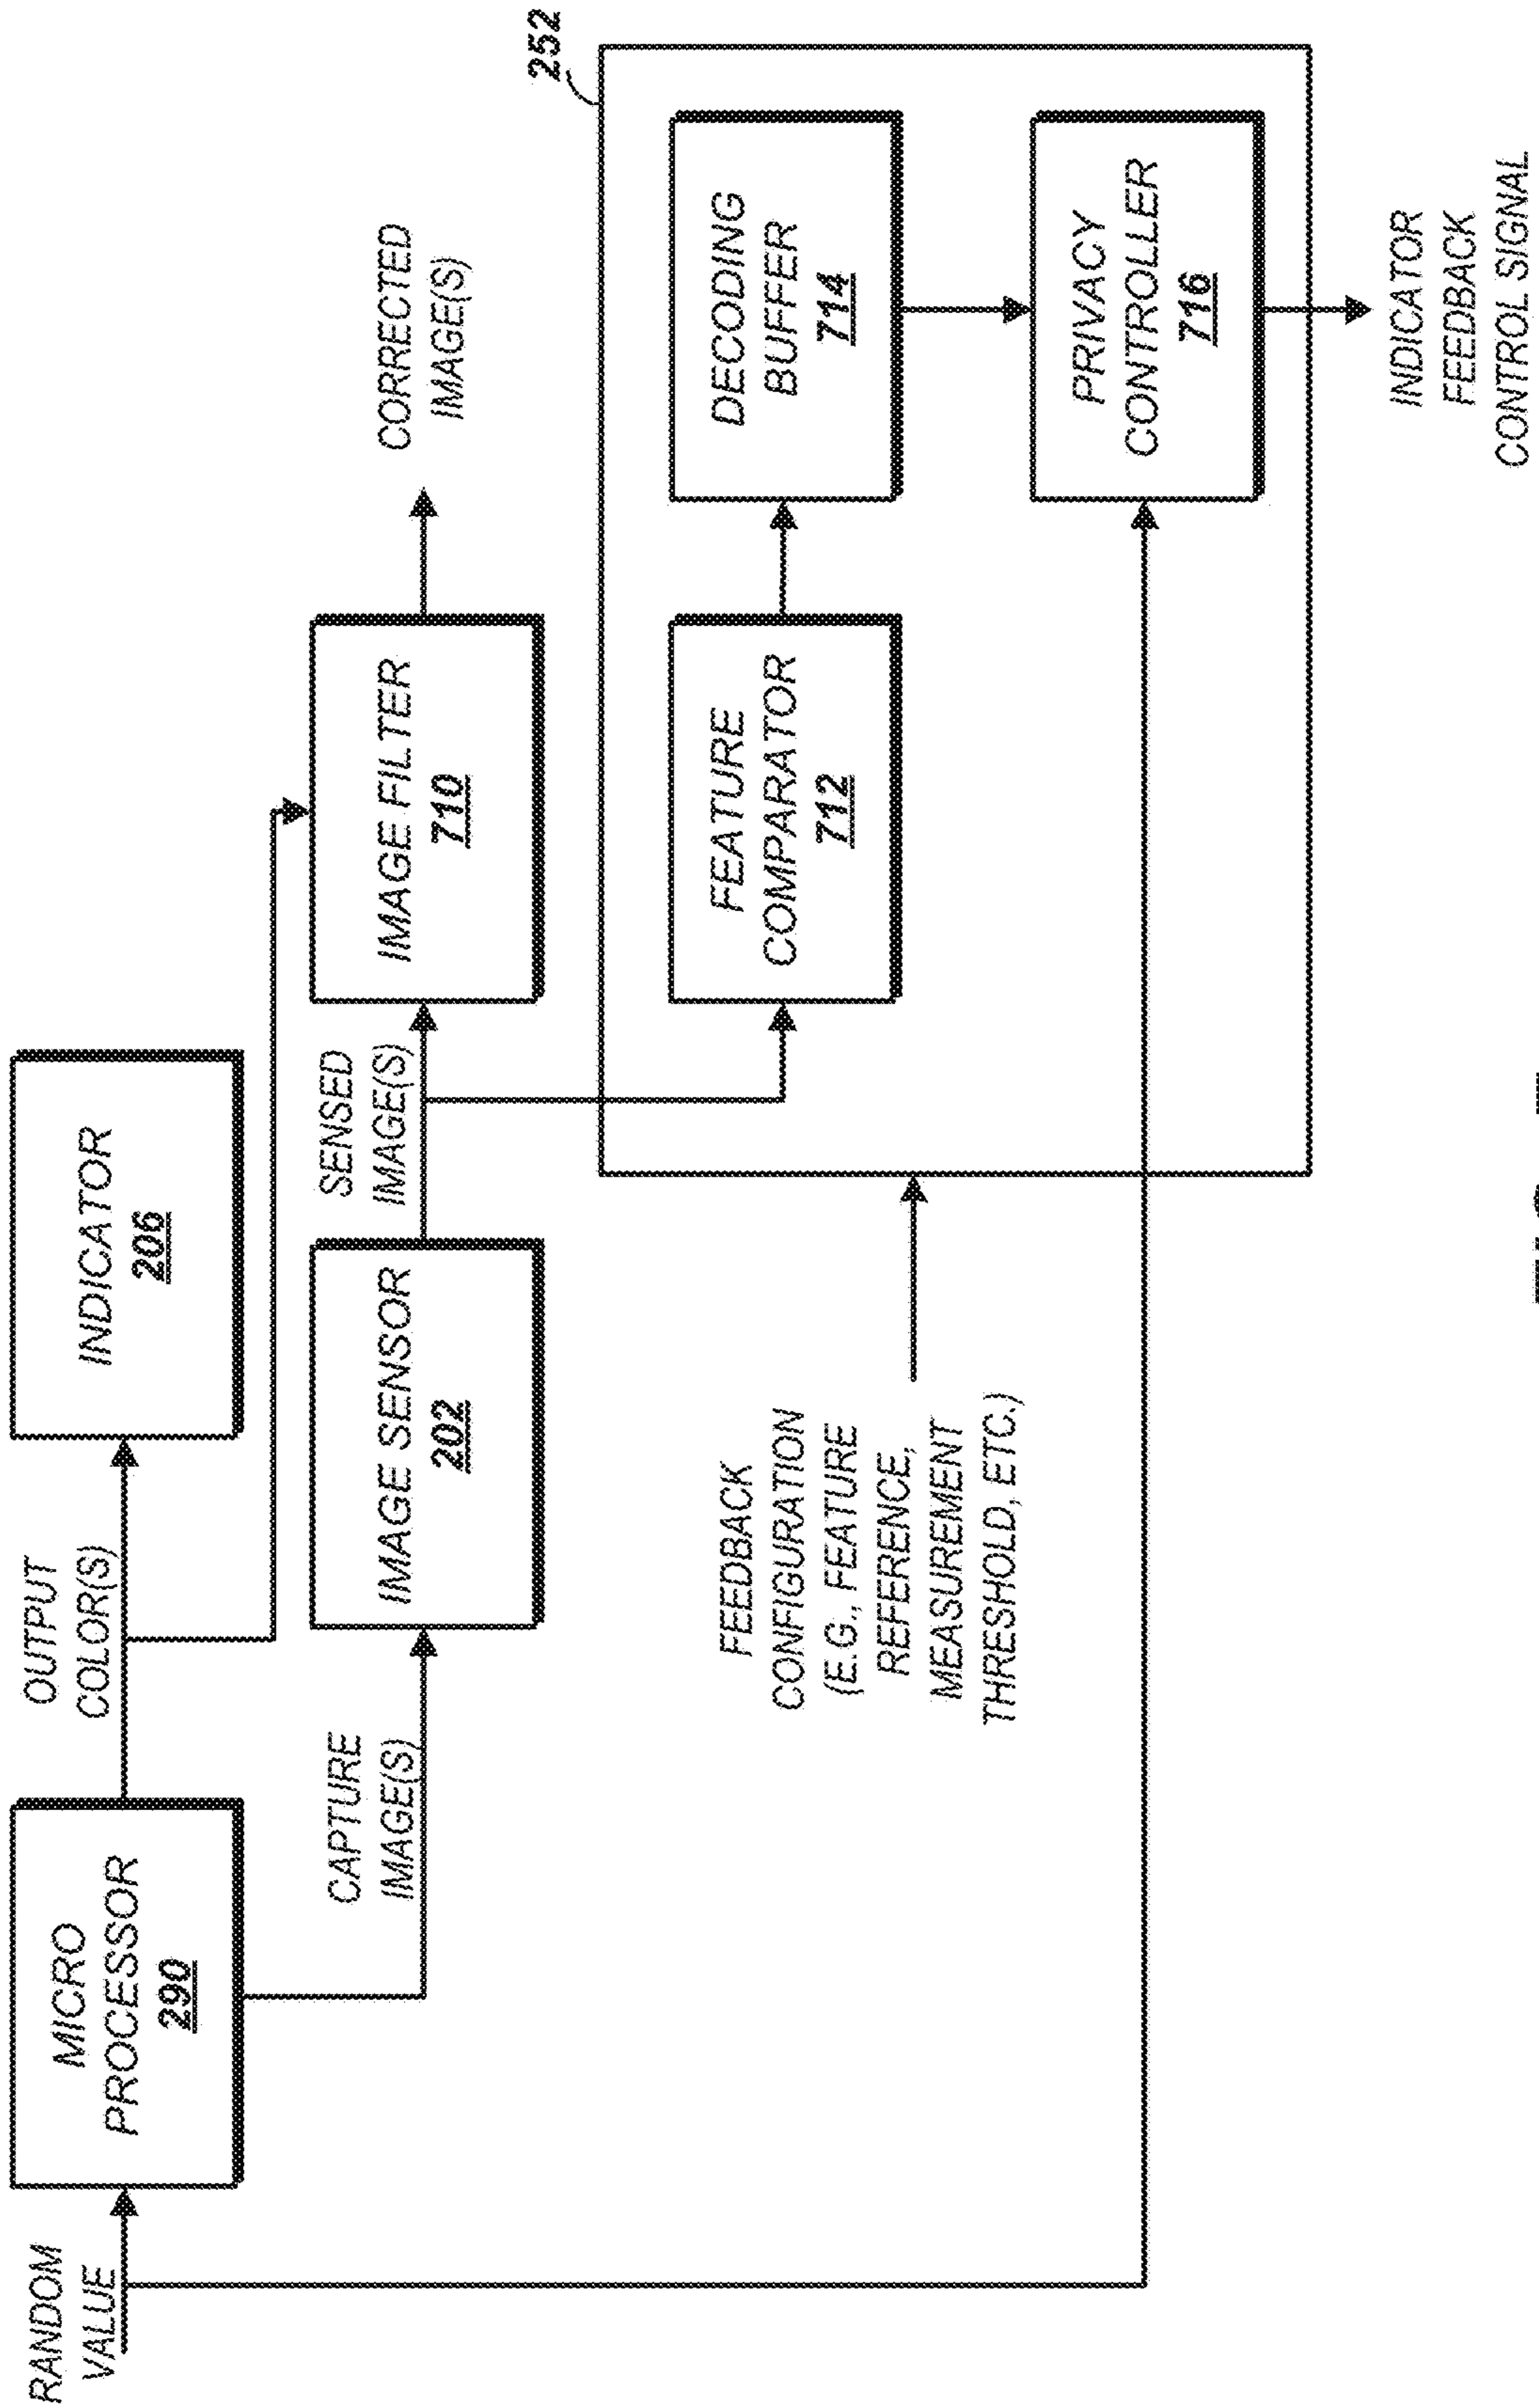 RANDOM
VALUE
MICRO
PROCESSOR
290
OUTPUT
COLOR(S)
INDICATOR
206
CAPTURE
IMAGE(S)
IMAGE SENSOR
202
SENSED
IMAGE(S)
IMAGE FILTER
710
CORRECTED
IMAGE(S)
252
FEEDBACK
CONFIGURATION
(E.G., FEATURE
REFERENCE,
MEASUREMENT
THRESHOLD, ETC.)
FEATURE
COMPARATOR
712
DECODING
BUFFER
714
PRIVACY
CONTROLLER
716
INDICATOR
FEEDBACK
CONTROL SIGNAL